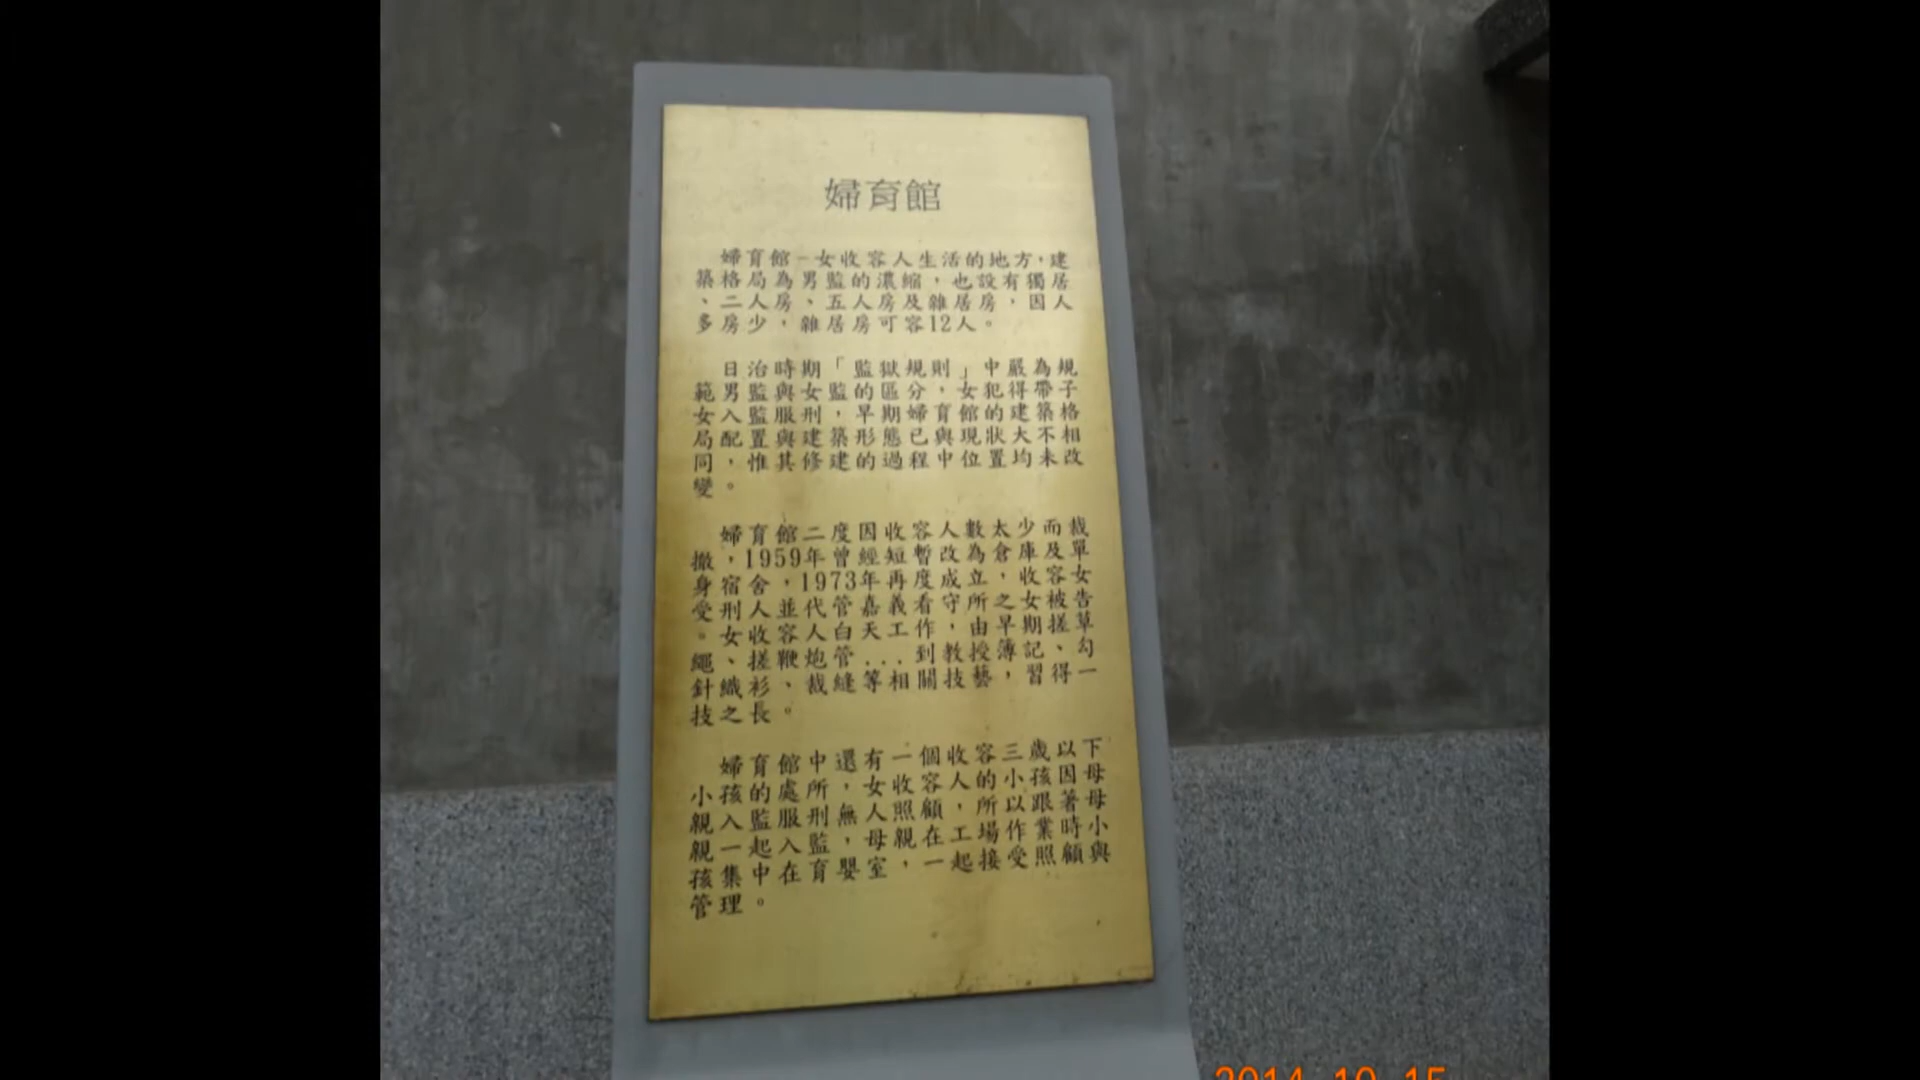 婦育館
婦育館–女收容人生活的地方，建
築格局為男監的濃縮，也設有獨居
、二人房、五人房及雜居房，因人
多房少，雜居房可容12人。
日治時期「監獄規則」中嚴為規
範男監與女監的區分，女犯得帶子
女入監服刑，早期婦育館的建築格
局配置與建築形態已與現狀大不相
同，惟其修建的過程中位置均未改
變。
婦育館二度因收容人數太少而裁
撤，1959年曾經短暫改為倉庫及單
身宿舍，1973年再度成立，收容女
受刑人並代管嘉義看守所之女被告
。女收容人白天工作，由早期搓草
繩、搓鞭炮管...到教授簿記、勾
針織衫、裁縫等相關技藝，習得一
技之長。
婦育館中還有一個收容三歲以下
小孩的處所，女收容人的小孩因母
親入監服刑無人照顧，所以跟著母
親一起入監，母親在工場作業時小
孩集中在育嬰室，一起接受照顧與
管理。
2014 10 15